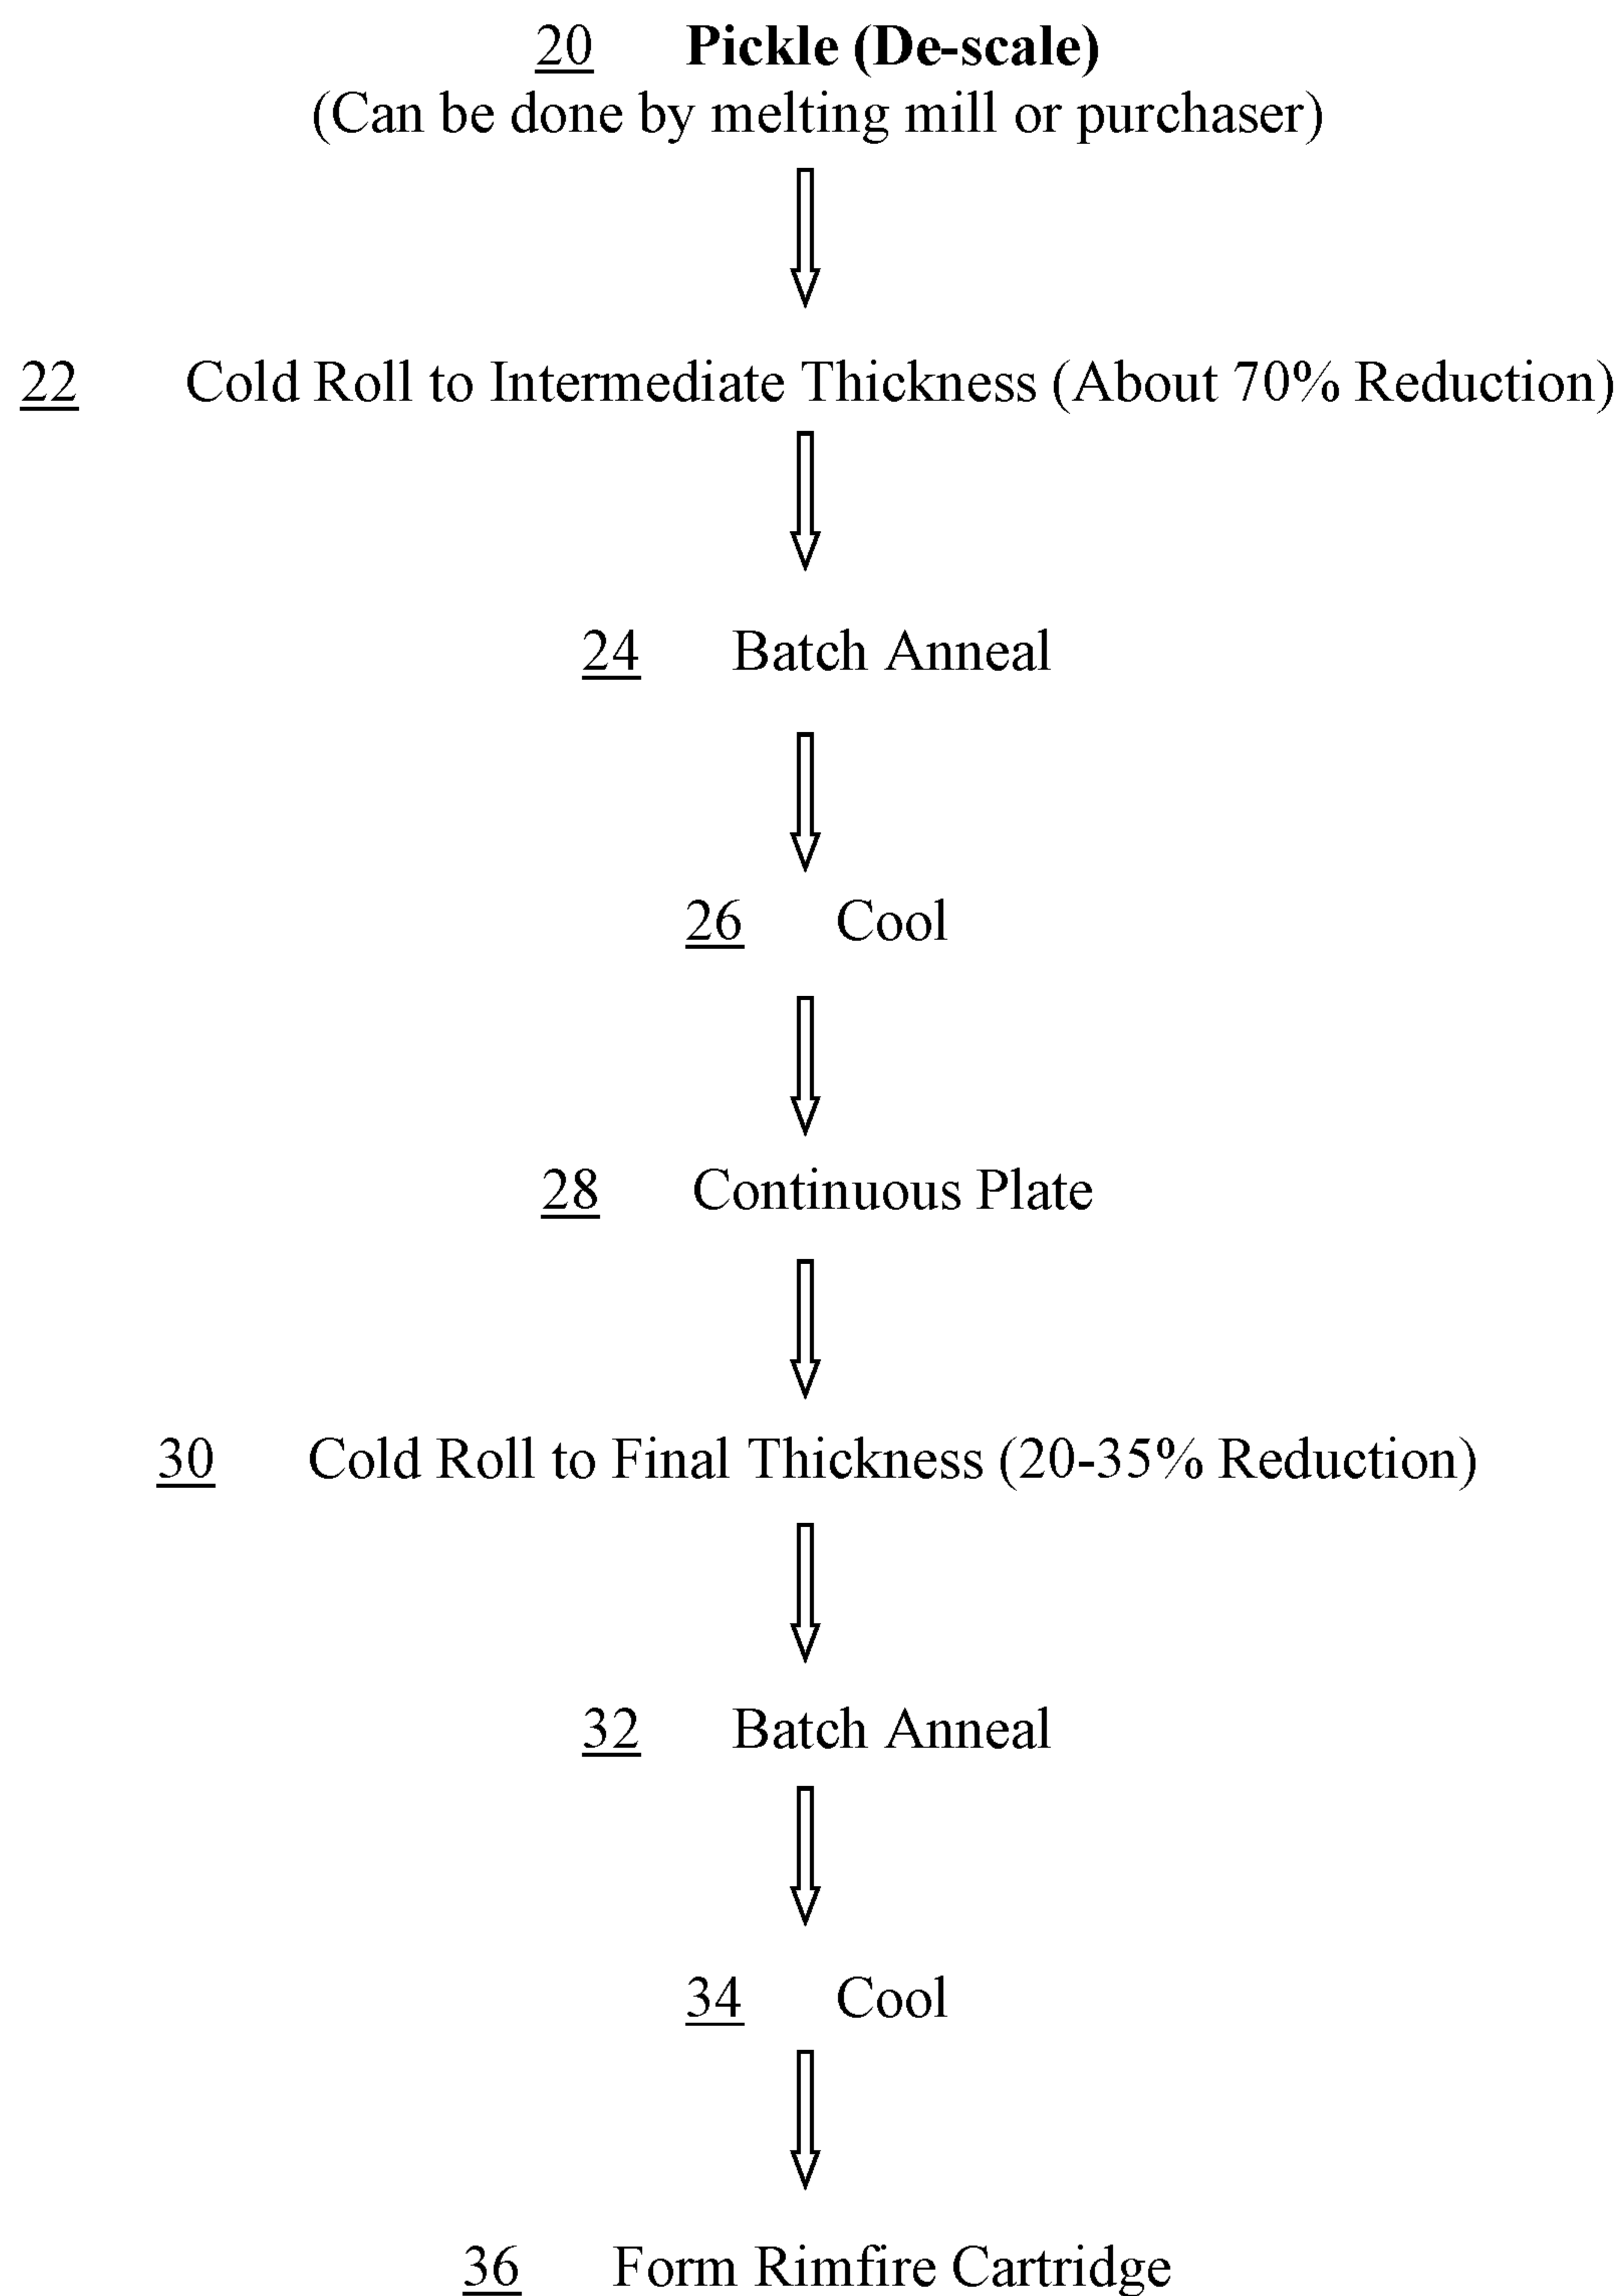 20 Pickle (De-scale)
(Can be done by melting mill or purchaser)
22 Cold Roll to Intermediate Thickness (About 70% Reduction)
24 Batch Anneal
26 Cool
28 Continuous Plate
30 Cold Roll to Final Thickness (20-35% Reduction)
32 Batch Anneal
34 Cool
36 Form Rimfire Cartridge